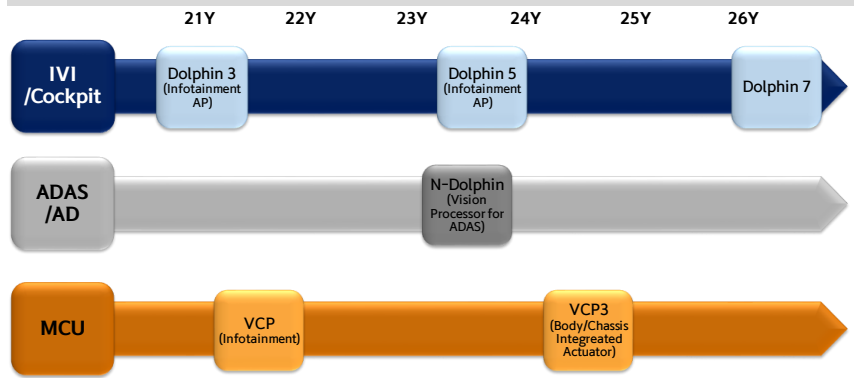 21Y 22Y 23Y 24Y 25Y 26Y
IVI
/Cockpit
Dolphin 3
(Infotainment
AP)
Dolphin 5
(Infotainment
AP)
Dolphin 7
ADAS
/AD
N-Dolphin
(Vision
Processor for
ADAS)
MCU
VCP
(Infotainment)
VCP3
(Body/Chassis
Integreated
Actuator)